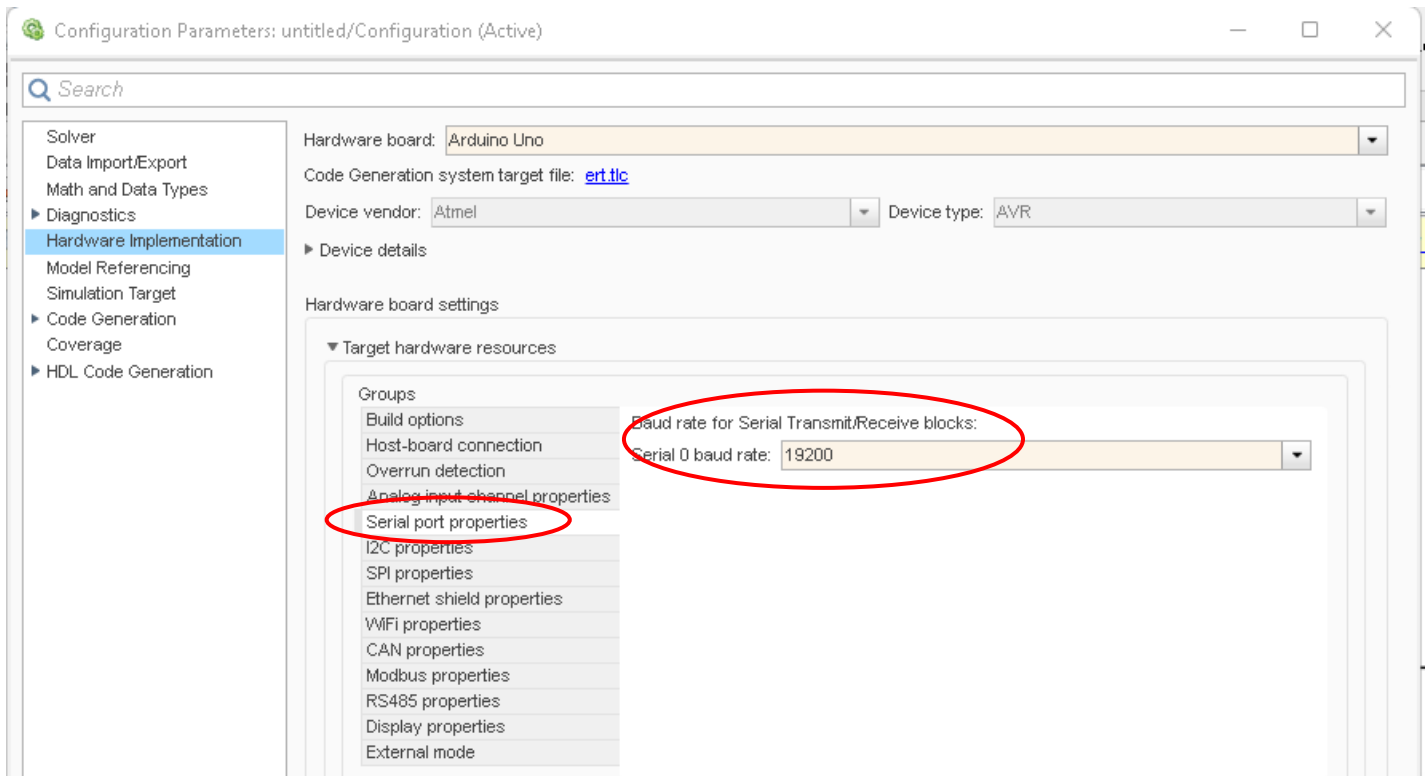 Configuration Parameters: untitled/Configuration (Active)
Search
Solver
Data Import/Export
Math and Data Types
Diagnostics
Hardware Implementation
Model Referencing
Simulation Target
Code Generation
Coverage
HDL Code Generation
Hardware board: Arduino Uno
Code Generation system target file: ert.tlc
Device vendor: Atmel Device type: AVR
Device details
Hardware board settings
Target hardware resources
Groups
Build options
Host-board connection
Overrun detection
Analog input channel properties
Serial port properties
I2C properties
SPI properties
Ethernet shield properties
WiFi properties
CAN properties
Modbus properties
RS485 properties
Display properties
External mode
Baud rate for Serial Transmit/Receive blocks:
Serial 0 baud rate: 19200